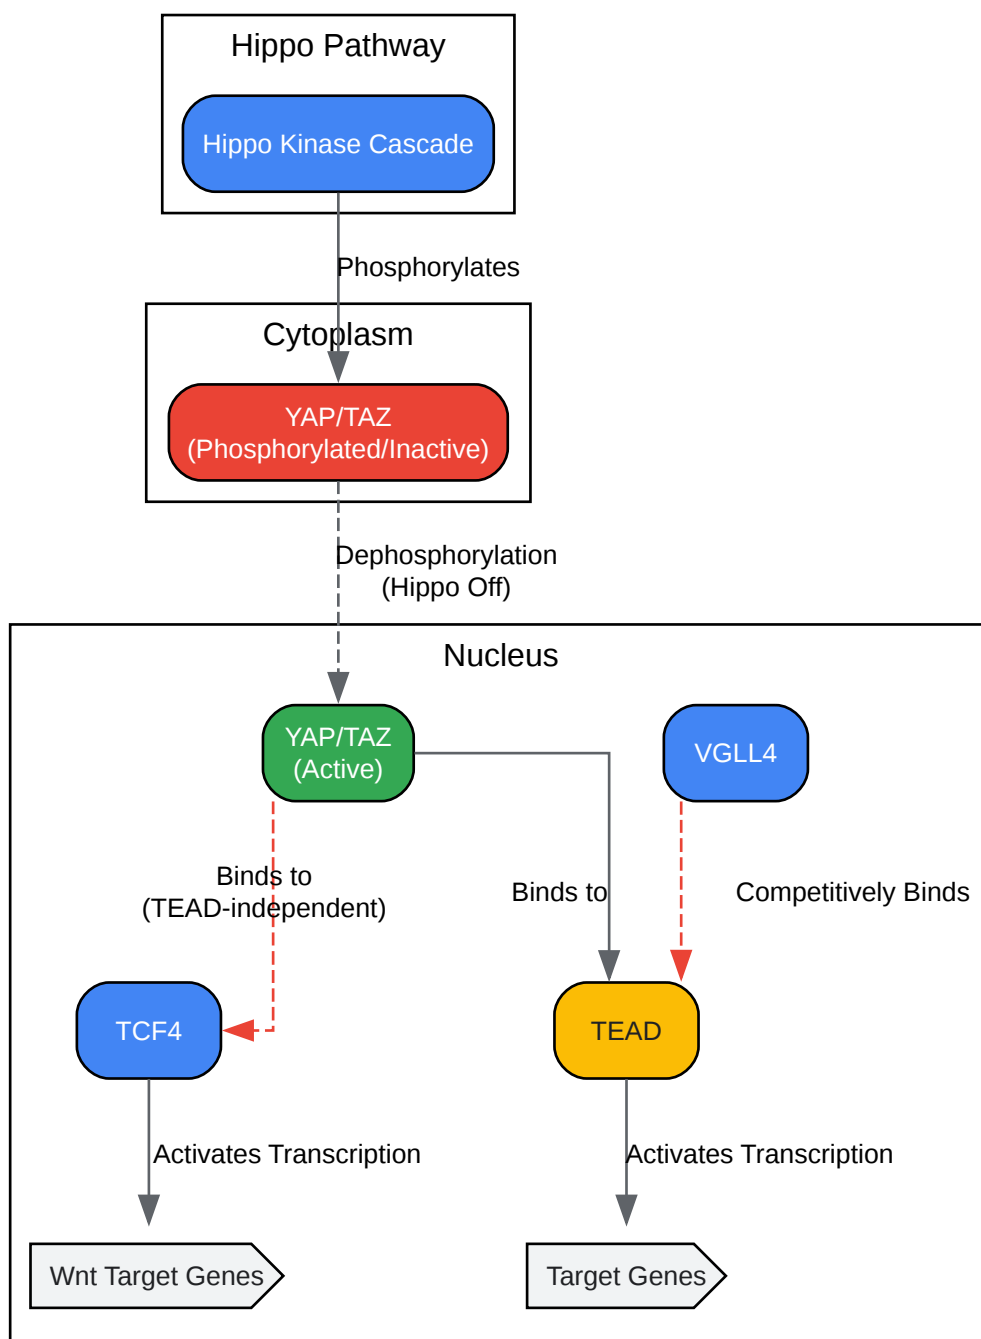 Hippo Pathway
Hippo Kinase Cascade
Phosphorylates
Cytoplasm
YAP/TAZ
(Phosphorylated/Inactive)
Dephosphorylation
(Hippo Off)
Nucleus
YAP/TAZ
(Active)
VGLL4
Binds to
(TEAD-independent)
Binds to
Competitively Binds
TCF4
TEAD
Activates Transcription
Activates Transcription
Wnt Target Genes
Target Genes